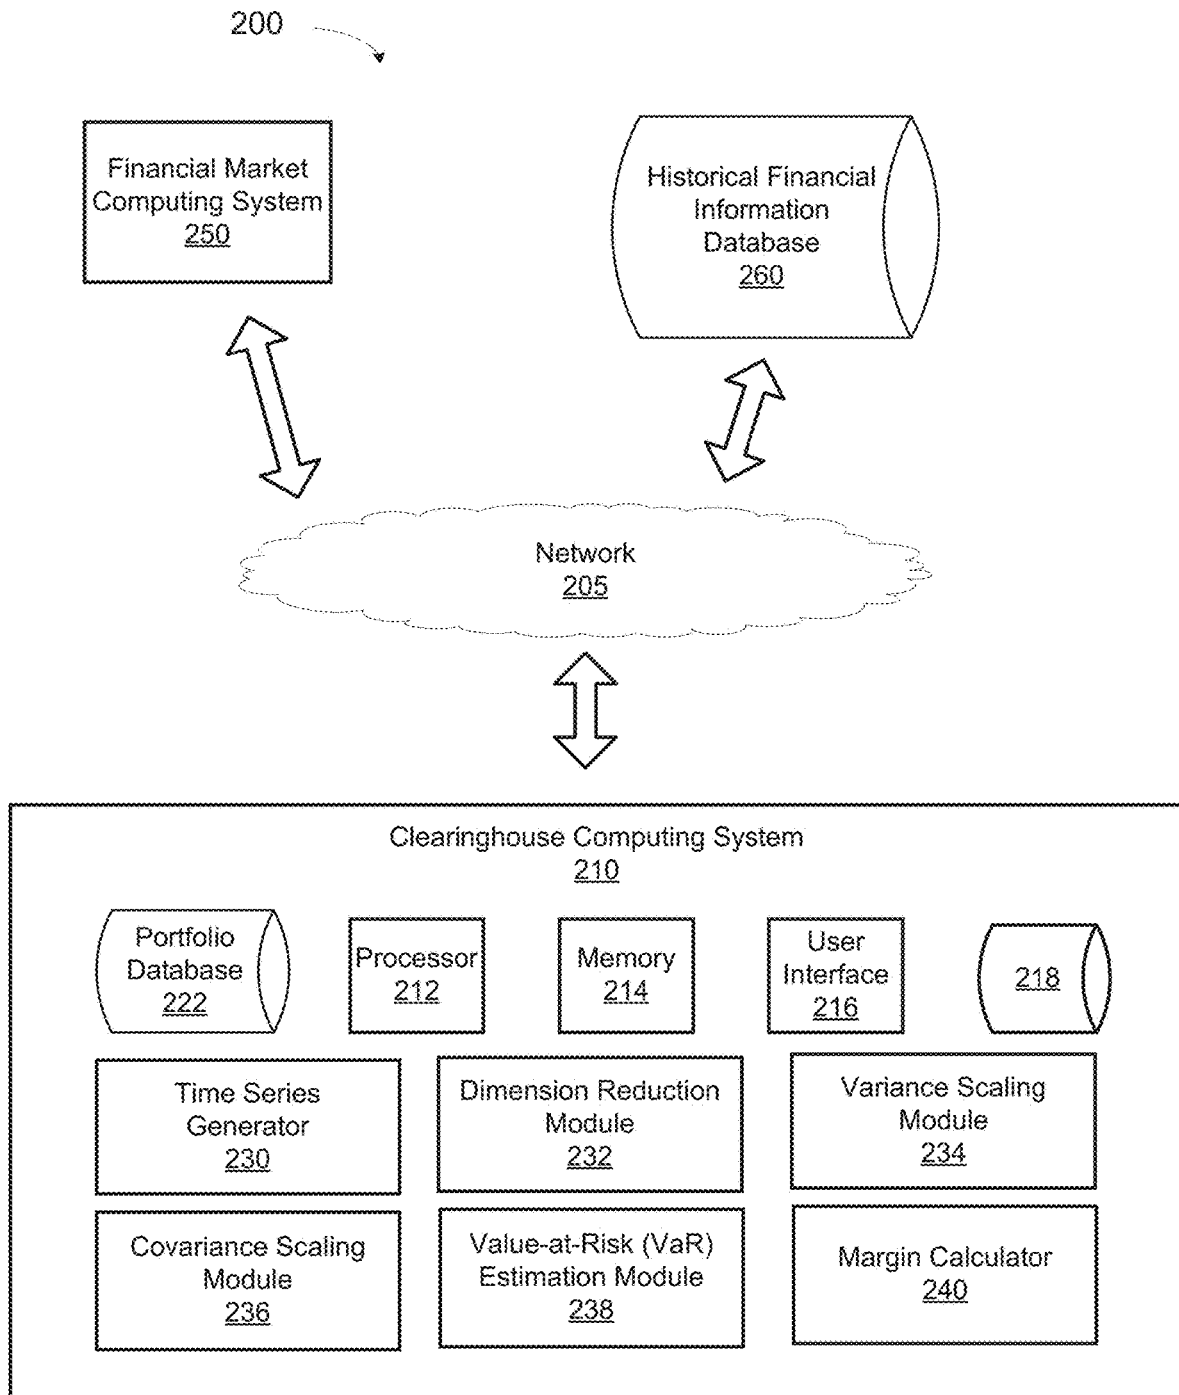 200
Financial Market
Computing System
250
Historical Financial
Information
Database
260
Network
205
Clearinghouse Computing System
210
Portfolio
Database
222
Processor
212
Memory
214
User
Interface
216
218
Time Series
Generator
230
Dimension Reduction
Module
232
Variance Scaling
Module
234
Covariance Scaling
Module
236
Value-at-Risk (VaR)
Estimation Module
238
Margin Calculator
240